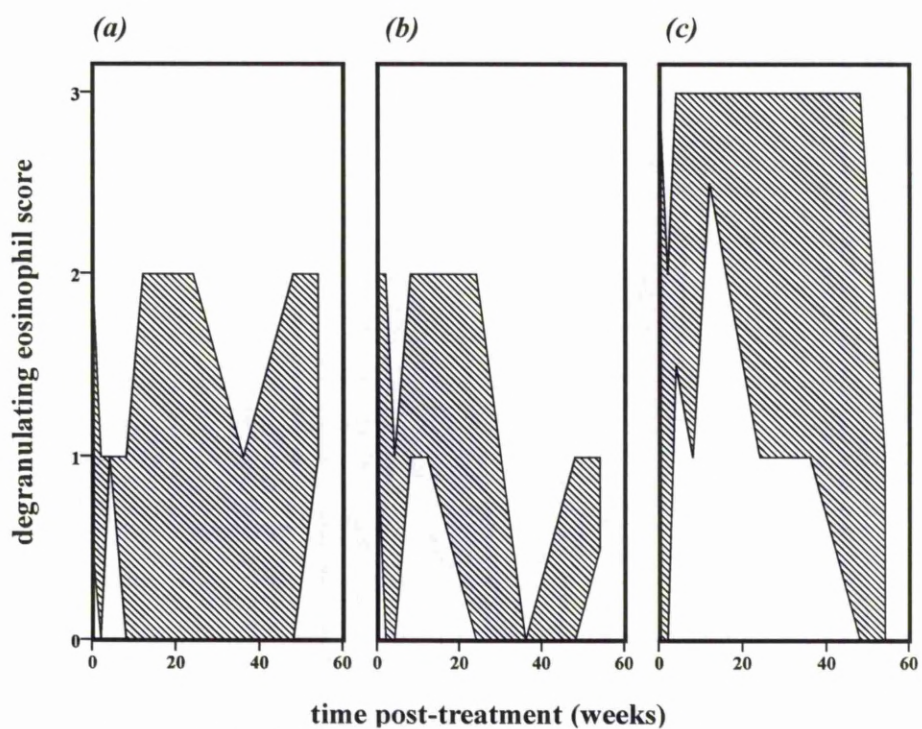 (a) (b) (c)
degranulating eosinophil score
3
2
1
0
0 20 40 60 0 20 40 60 0 20 40 60
time post-treatment (weeks)